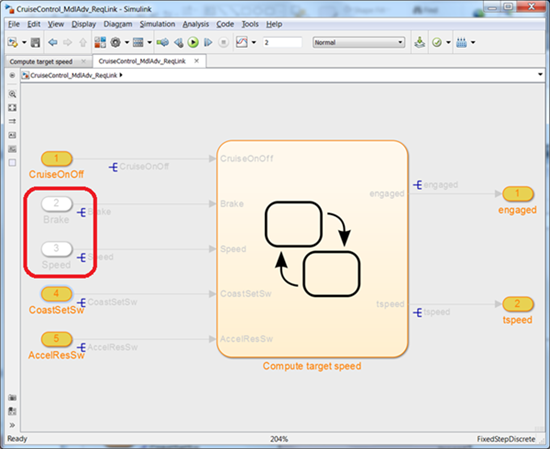 CruiseControl_MdlAdv_ReqLink - Simulink
File Edit View Display Diagram Simulation Analysis Code Tools Help
2 Normal
Compute target speed × CruiseControl_MdlAdv_ReqLink ×
CruiseControl_MdlAdv_ReqLink
1 CruiseOnOff CruiseOnOff
CruiseOnOff
2 Brake Brake
Brake
3 Speed Speed
Speed
4 CoastSetSw CoastSetSw
CoastSetSw
5 AccelResSw AccelResSw
AccelResSw
engaged engaged 1
engaged
tspeed tspeed 2
tspeed
Compute target speed
Ready 204% FixedStepDiscrete